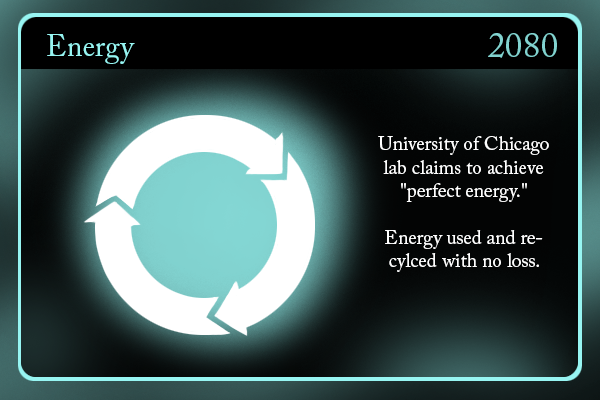 Energy
2080
University of Chicago
lab claims to achieve
"perfect energy."
Energy used and re-
cylced with no loss.